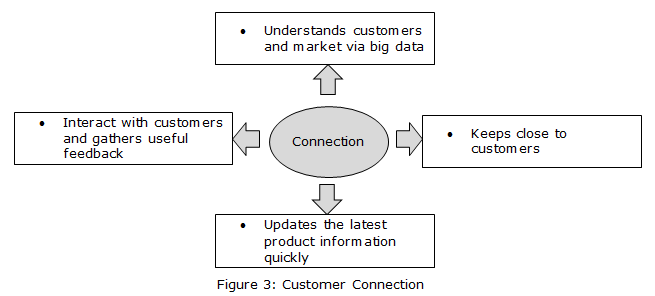 • Understands customers
and market via big data
• Interact with customers
and gathers useful
feedback
Connection
• Keeps close to
customers
• Updates the latest
product information
quickly
Figure 3: Customer Connection